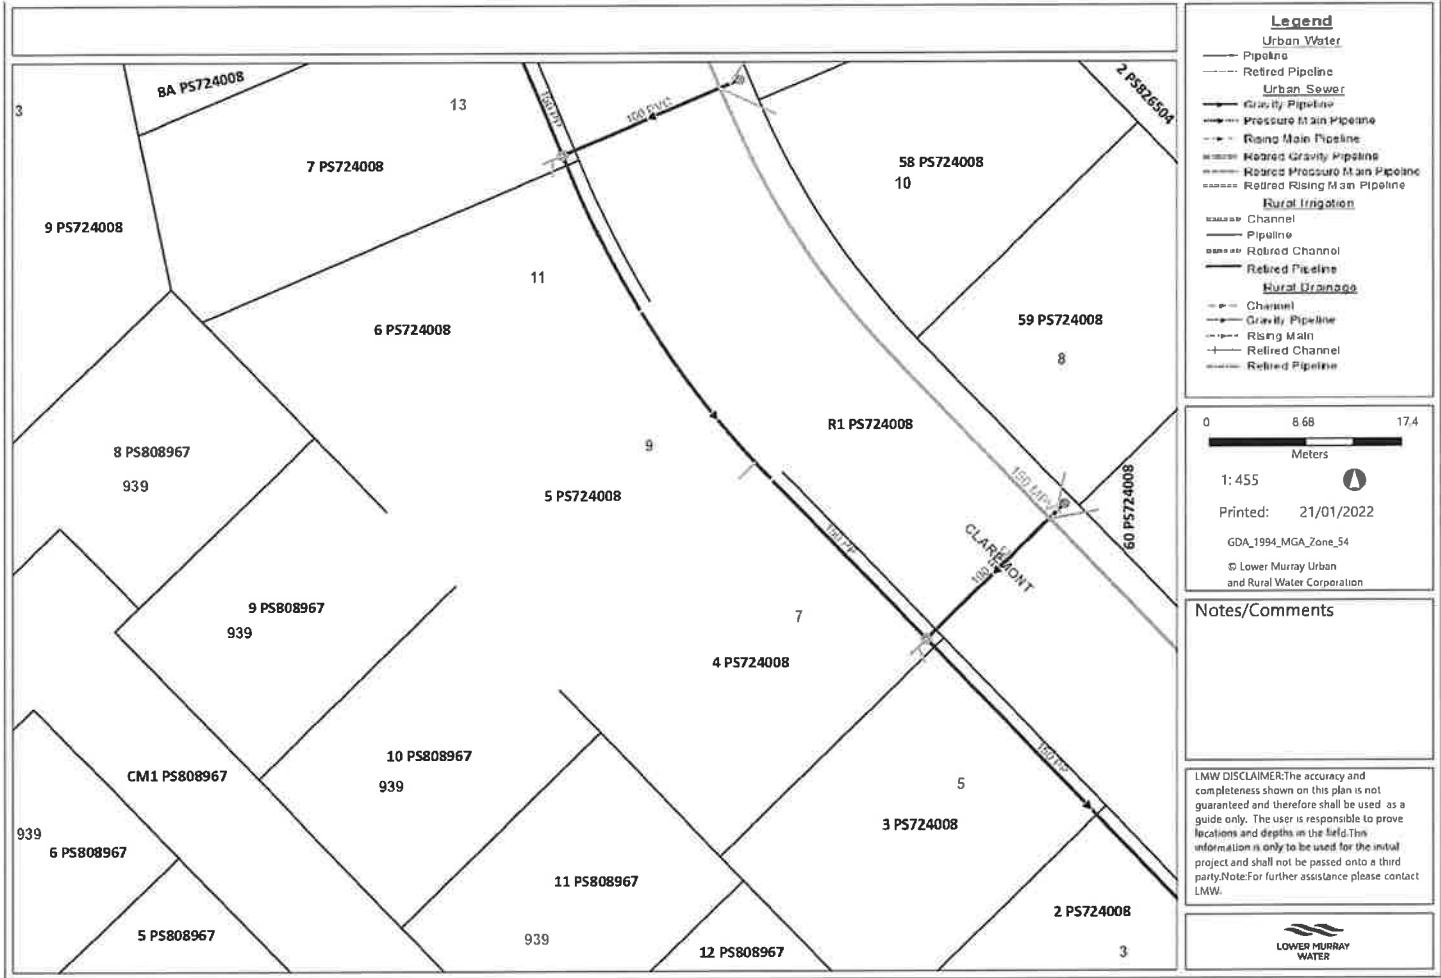 8A PS724008
3
13
150 PP
100 PVC
7 PS724008
58 PS724008
10
2 PS826504
9 PS724008
11
6 PS724008
59 PS724008
8
8 PS808967
939
9
R1 PS724008
5 PS724008
60 PS724008
CLAREMONT
150 PP
9 PS808967
939
7
4 PS724008
150 PP
10 PS808967
939
CM1 PS808967
5
3 PS724008
939
6 PS808967
11 PS808967
939
5 PS808967
12 PS808967
2 PS724008
3
Legend
Urban Water
Pipeline
Retired Pipeline
Urban Sewer
Gravity Pipeline
Pressure Main Pipeline
Rising Main Pipeline
Retired Gravity Pipeline
Retired Pressure Main Pipeline
Retired Rising Main Pipeline
Rural Irrigation
Channel
Pipeline
Retired Channel
Retired Pipeline
Rural Drainage
Channel
Gravity Pipeline
Rising Main
Retired Channel
Retired Pipeline
0 8.68 17.4
Meters
1: 455
Printed: 21/01/2022
GDA_1994_MGA_Zone_54
© Lower Murray Urban
and Rural Water Corporation
Notes/Comments
LMW DISCLAIMER:The accuracy and
completeness shown on this plan is not
guaranteed and therefore shall be used as a
guide only. The user is responsible to prove
locations and depths in the field.This
information is only to be used for the initial
project and shall not be passed onto a third
party.Note:For further assistance please contact
LMW.
LOWER MURRAY
WATER